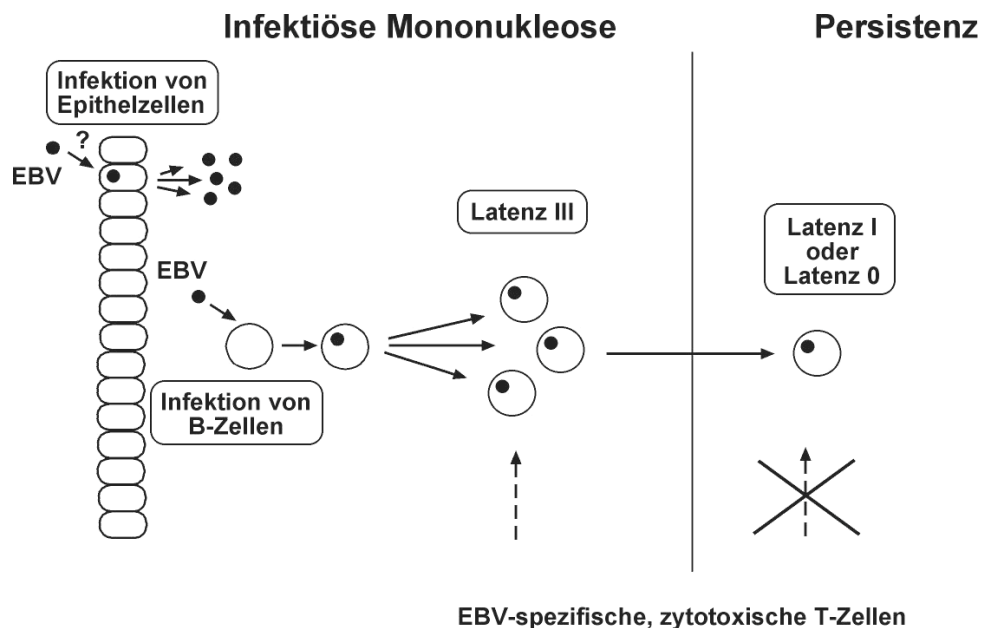 Infektiöse Mononukleose
Persistenz
Infektion von
Epithelzellen
?
EBV
Latenz III
Latenz I
oder
Latenz 0
EBV
Infektion von
B-Zellen
EBV-spezifische, zytotoxische T-Zellen